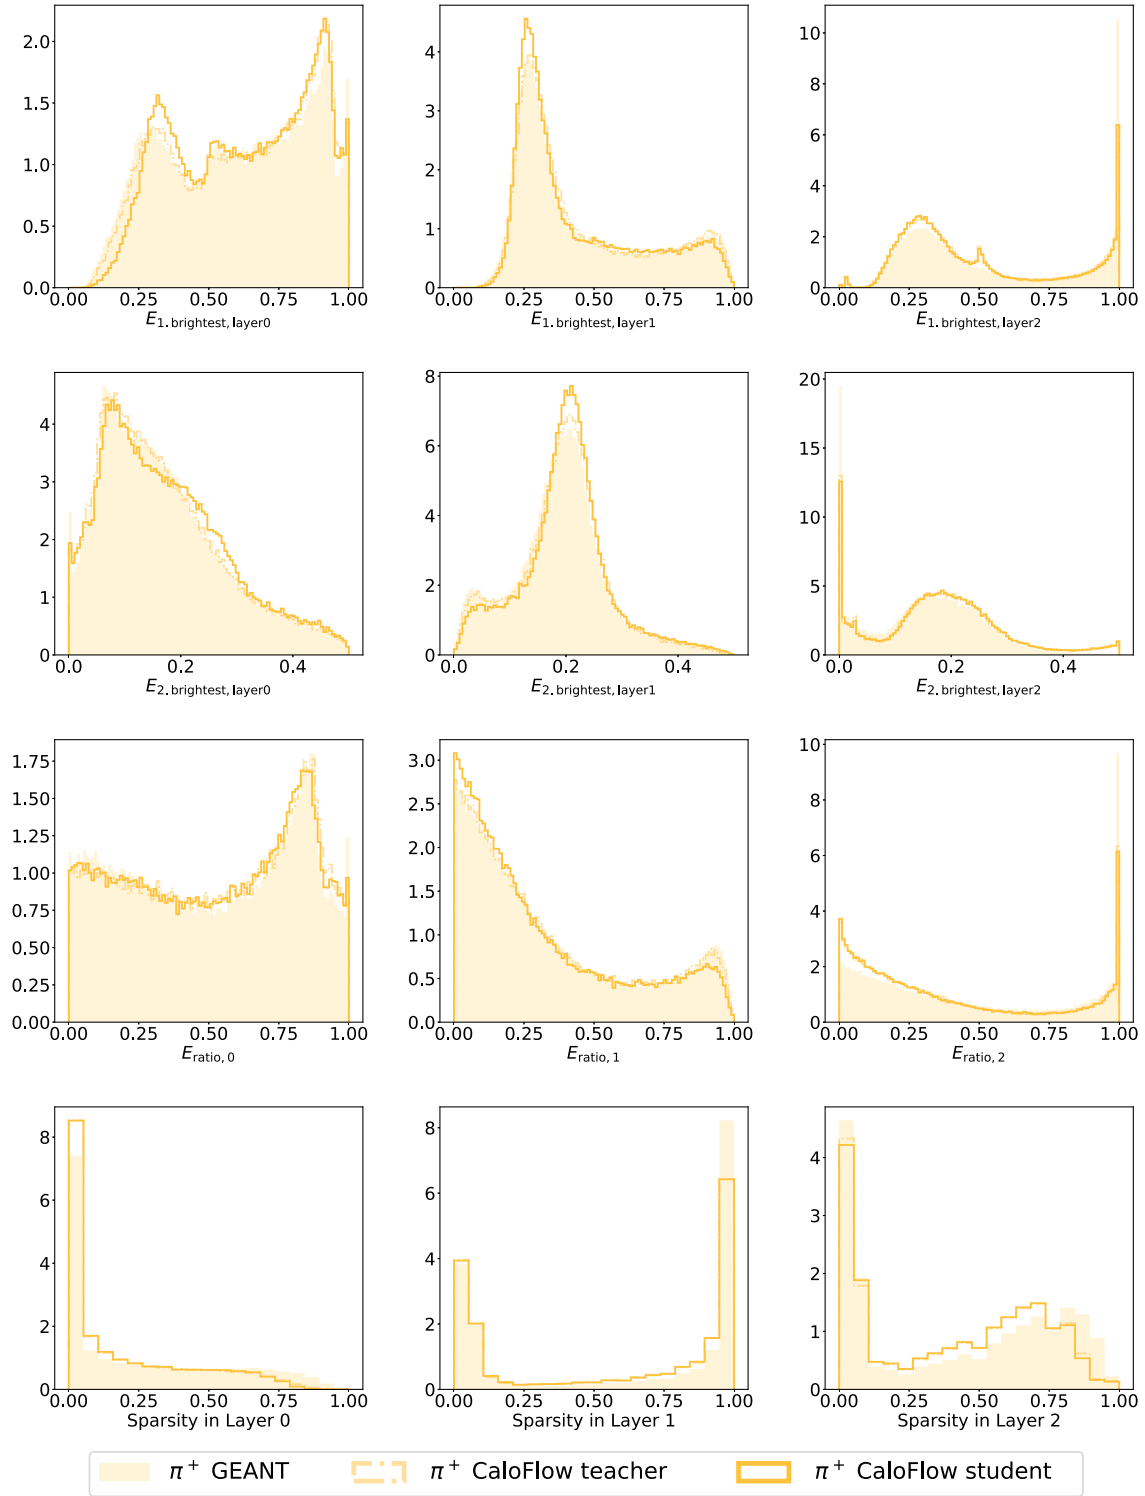 2.0
1.5
1.0
0.5
0.0
0.00 0.25 0.50 0.75 1.00
E1. brightest, layer0
4
3
2
1
0
0.00 0.25 0.50 0.75 1.00
E1. brightest, layer1
10
8
6
4
2
0
0.00 0.25 0.50 0.75 1.00
E1. brightest, layer2
4
3
2
1
0
0.0 0.2 0.4
E2. brightest, layer0
8
6
4
2
0
0.0 0.2 0.4
E2. brightest, layer1
20
15
10
5
0
0.0 0.2 0.4
E2. brightest, layer2
1.75
1.50
1.25
1.00
0.75
0.50
0.25
0.00
0.00 0.25 0.50 0.75 1.00
Eratio, 0
3.0
2.5
2.0
1.5
1.0
0.5
0.0
0.00 0.25 0.50 0.75 1.00
Eratio, 1
10
8
6
4
2
0
0.00 0.25 0.50 0.75 1.00
Eratio, 2
8
6
4
2
0
0.00 0.25 0.50 0.75 1.00
Sparsity in Layer 0
8
6
4
2
0
0.00 0.25 0.50 0.75 1.00
Sparsity in Layer 1
4
3
2
1
0
0.00 0.25 0.50 0.75 1.00
Sparsity in Layer 2
π+ GEANT π+ CaloFlow teacher π+ CaloFlow student